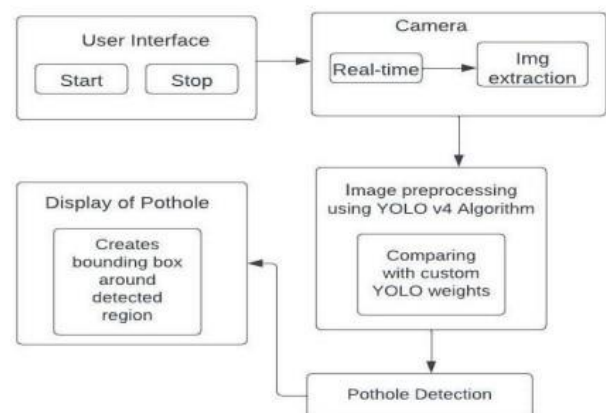 User Interface
Start
Stop
Camera
Real-time
Img
extraction
Image preprocessing
using YOLO v4 Algorithm
Comparing
with custom
YOLO weights
Pothole Detection
Display of Pothole
Creates
bounding box
around
detected
region